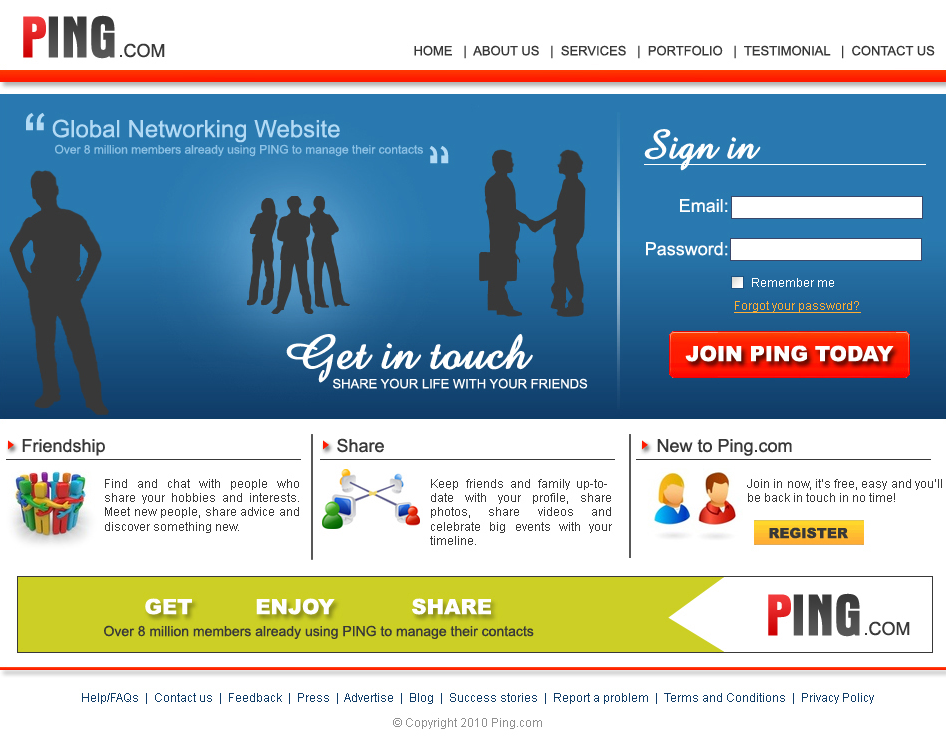 PING.COM
HOME | ABOUT US | SERVICES | PORTFOLIO | TESTIMONIAL | CONTACT US
“ Global Networking Website
Over 8 million members already using PING to manage their contacts ”
Get in touch
SHARE YOUR LIFE WITH YOUR FRIENDS
Sign in
Email:
Password:
Remember me
Forgot your password?
JOIN PING TODAY
Friendship
Find and chat with people who
share your hobbies and interests.
Meet new people, share advice and
discover something new.
Share
Keep friends and family up-to-
date with your profile, share
photos, share videos and
celebrate big events with your
timeline.
New to Ping.com
Join in now, it's free, easy and you'll
be back in touch in no time!
REGISTER
GET ENJOY SHARE
Over 8 million members already using PING to manage their contacts
PING.COM
Help/FAQs | Contact us | Feedback | Press | Advertise | Blog | Success stories | Report a problem | Terms and Conditions | Privacy Policy
© Copyright 2010 Ping.com